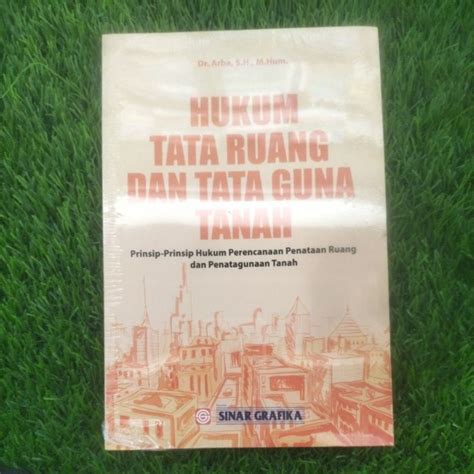 Dr. Arba, S.H., M.Hum.
HUKUM
TATA RUANG
DAN TATA GUNA
TANAH
Prinsip-Prinsip Hukum Perencanaan Penataan Ruang
dan Penatagunaan Tanah
SINAR GRAFIKA